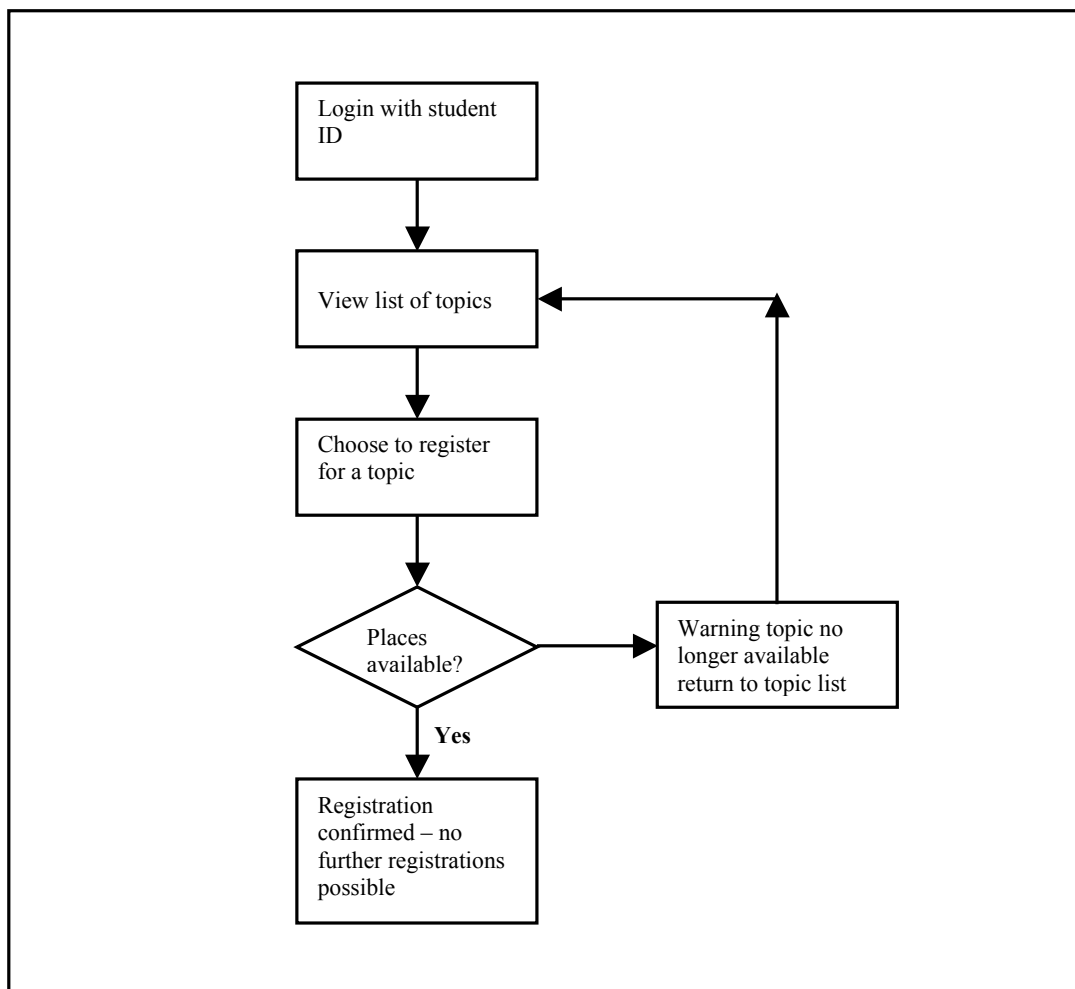 Login with student
ID
View list of topics
Choose to register
for a topic
Places
available?
Warning topic no
longer available
return to topic list
Yes
Registration
confirmed – no
further registrations
possible